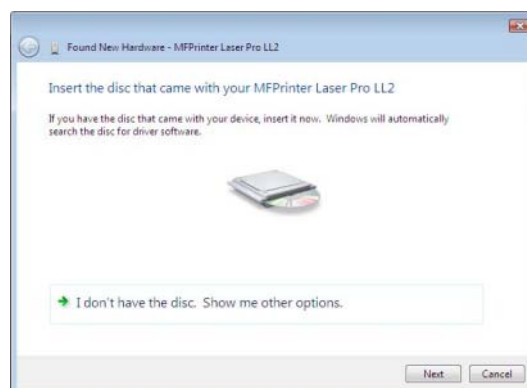 Found New Hardware - MFPrinter Laser Pro LL2
Insert the disc that came with your MFPrinter Laser Pro LL2
If you have the disc that came with your device, insert it now. Windows will automatically
search the disc for driver software.
I don't have the disc. Show me other options.
Next Cancel